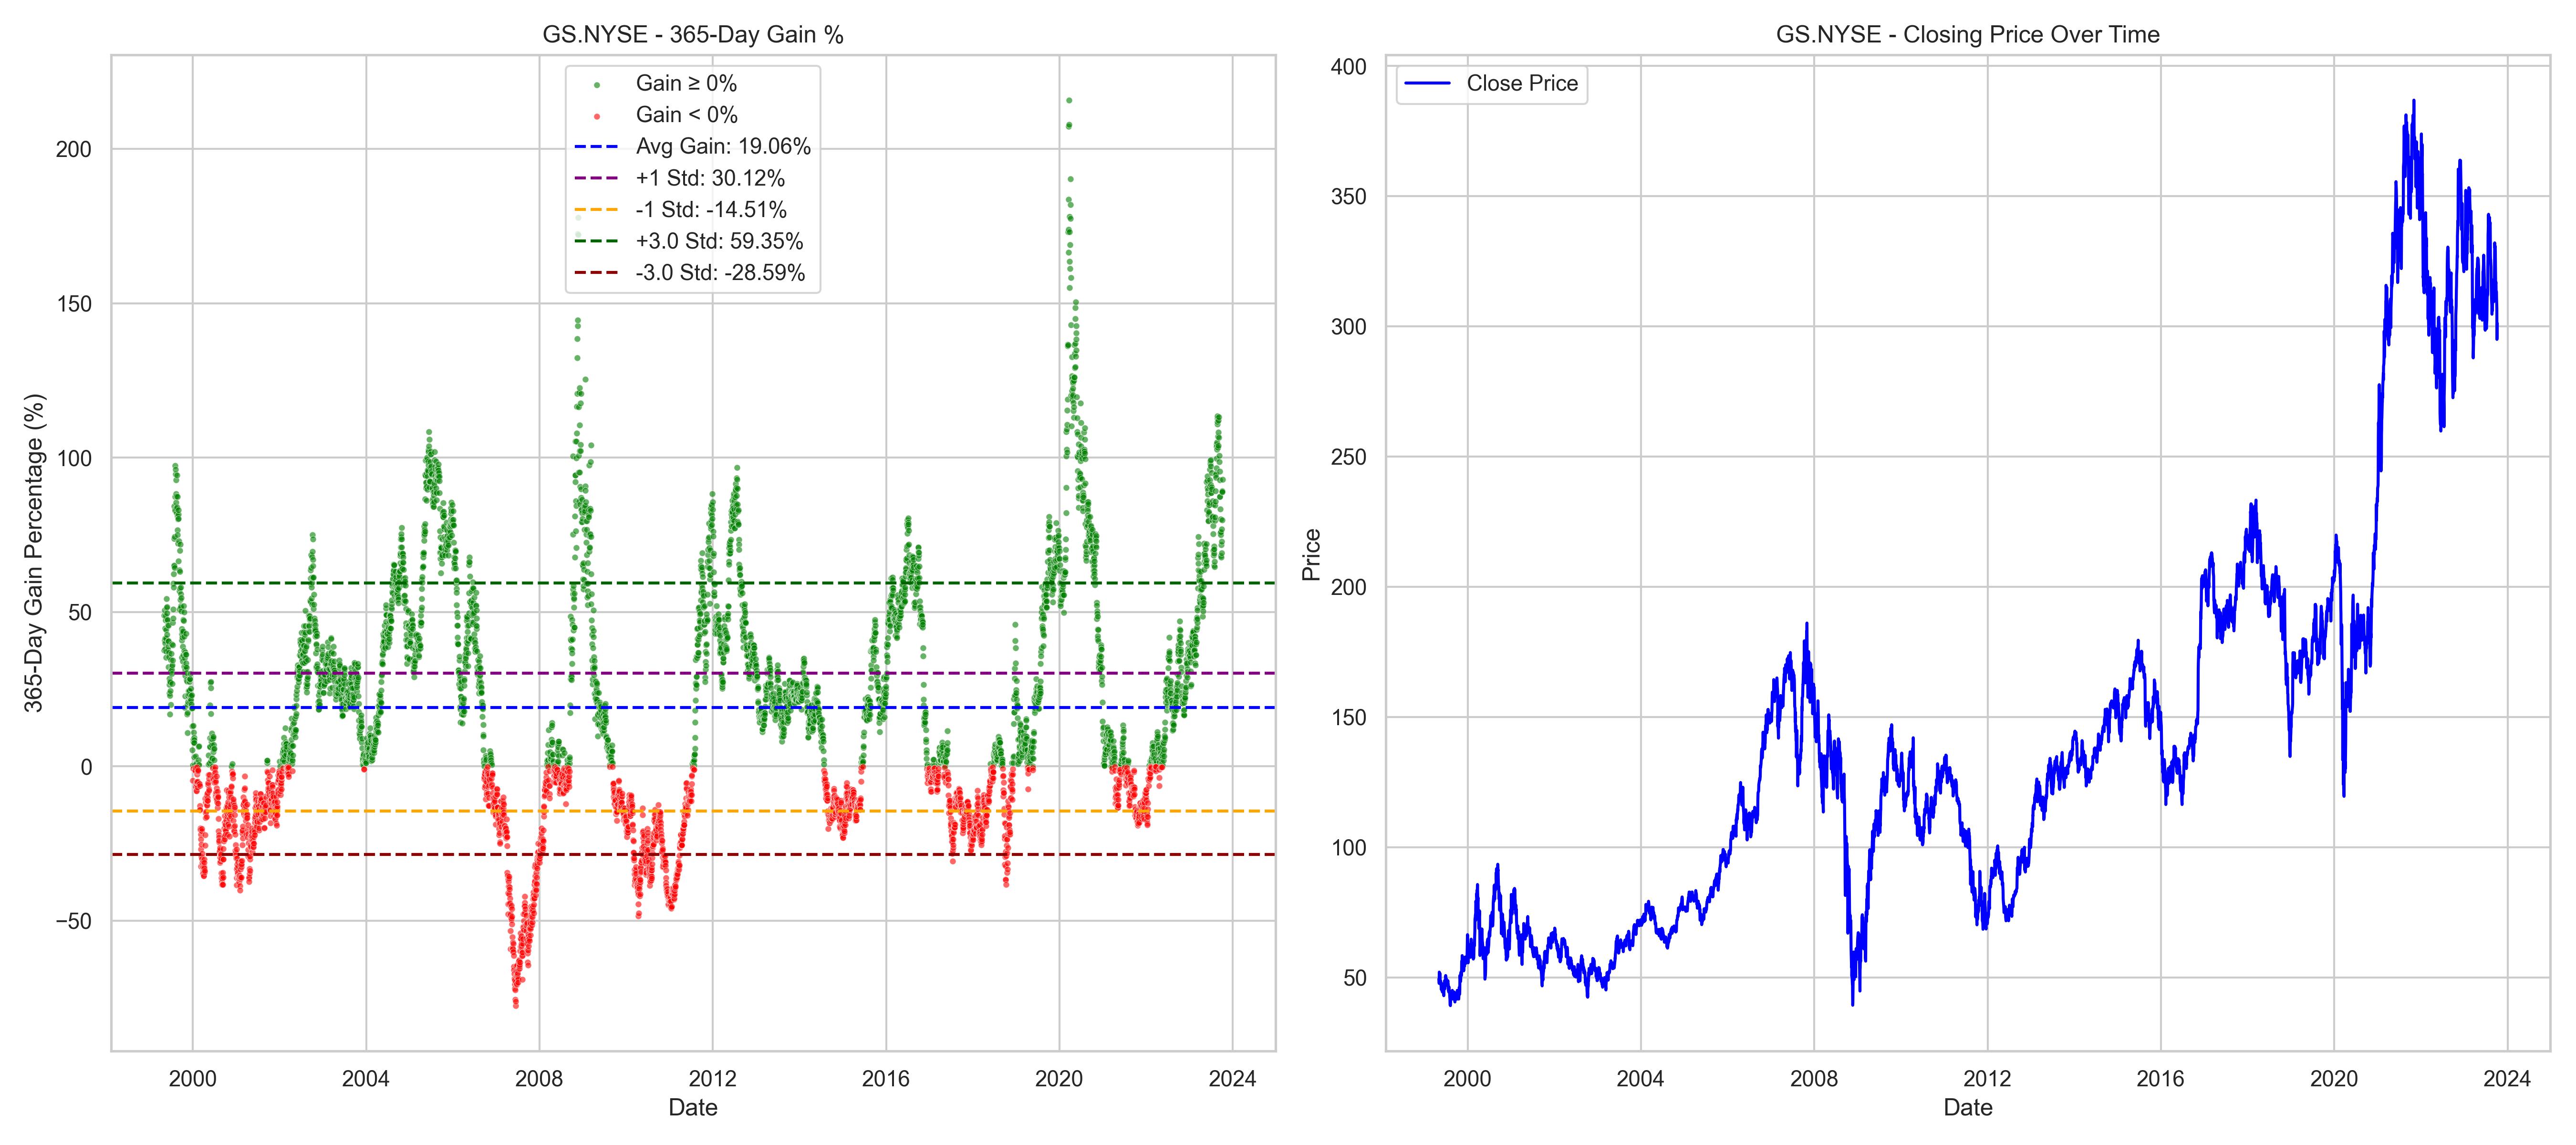 GS.NYSE - 365-Day Gain %
Gain ≥ 0%
Gain < 0%
Avg Gain: 19.06%
+1 Std: 30.12%
-1 Std: -14.51%
+3.0 Std: 59.35%
-3.0 Std: -28.59%
365-Day Gain Percentage (%)
200
150
100
50
0
−50
2000
2004
2008
2012
2016
2020
2024
Date
GS.NYSE - Closing Price Over Time
Close Price
Price
400
350
300
250
200
150
100
50
2000
2004
2008
2012
2016
2020
2024
Date